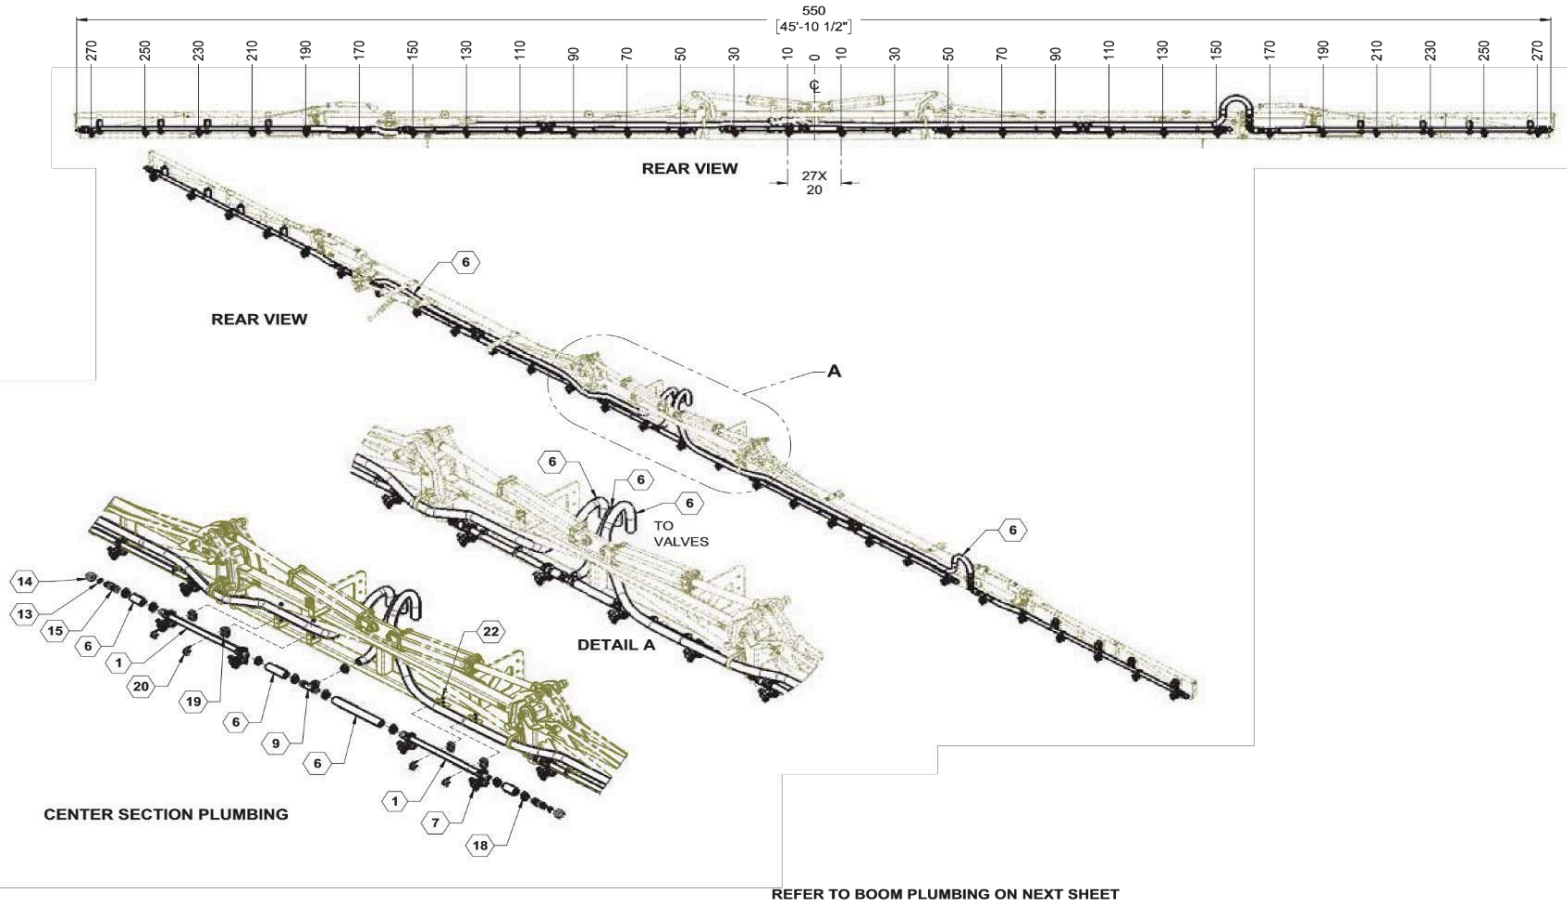 550
[45'-10 1/2"]
270 250 230 210 190 170 150 130 110 90 70 50 30 10 0 10 30 50 70 90 110 130 150 170 190 210 230 250 270
℄
REAR VIEW
27X
20
6
REAR VIEW
A
6
6
6
TO
VALVES
6
DETAIL A
14
13
15
6
1
20
19
22
6
9
6
1
7
18
CENTER SECTION PLUMBING
REFER TO BOOM PLUMBING ON NEXT SHEET